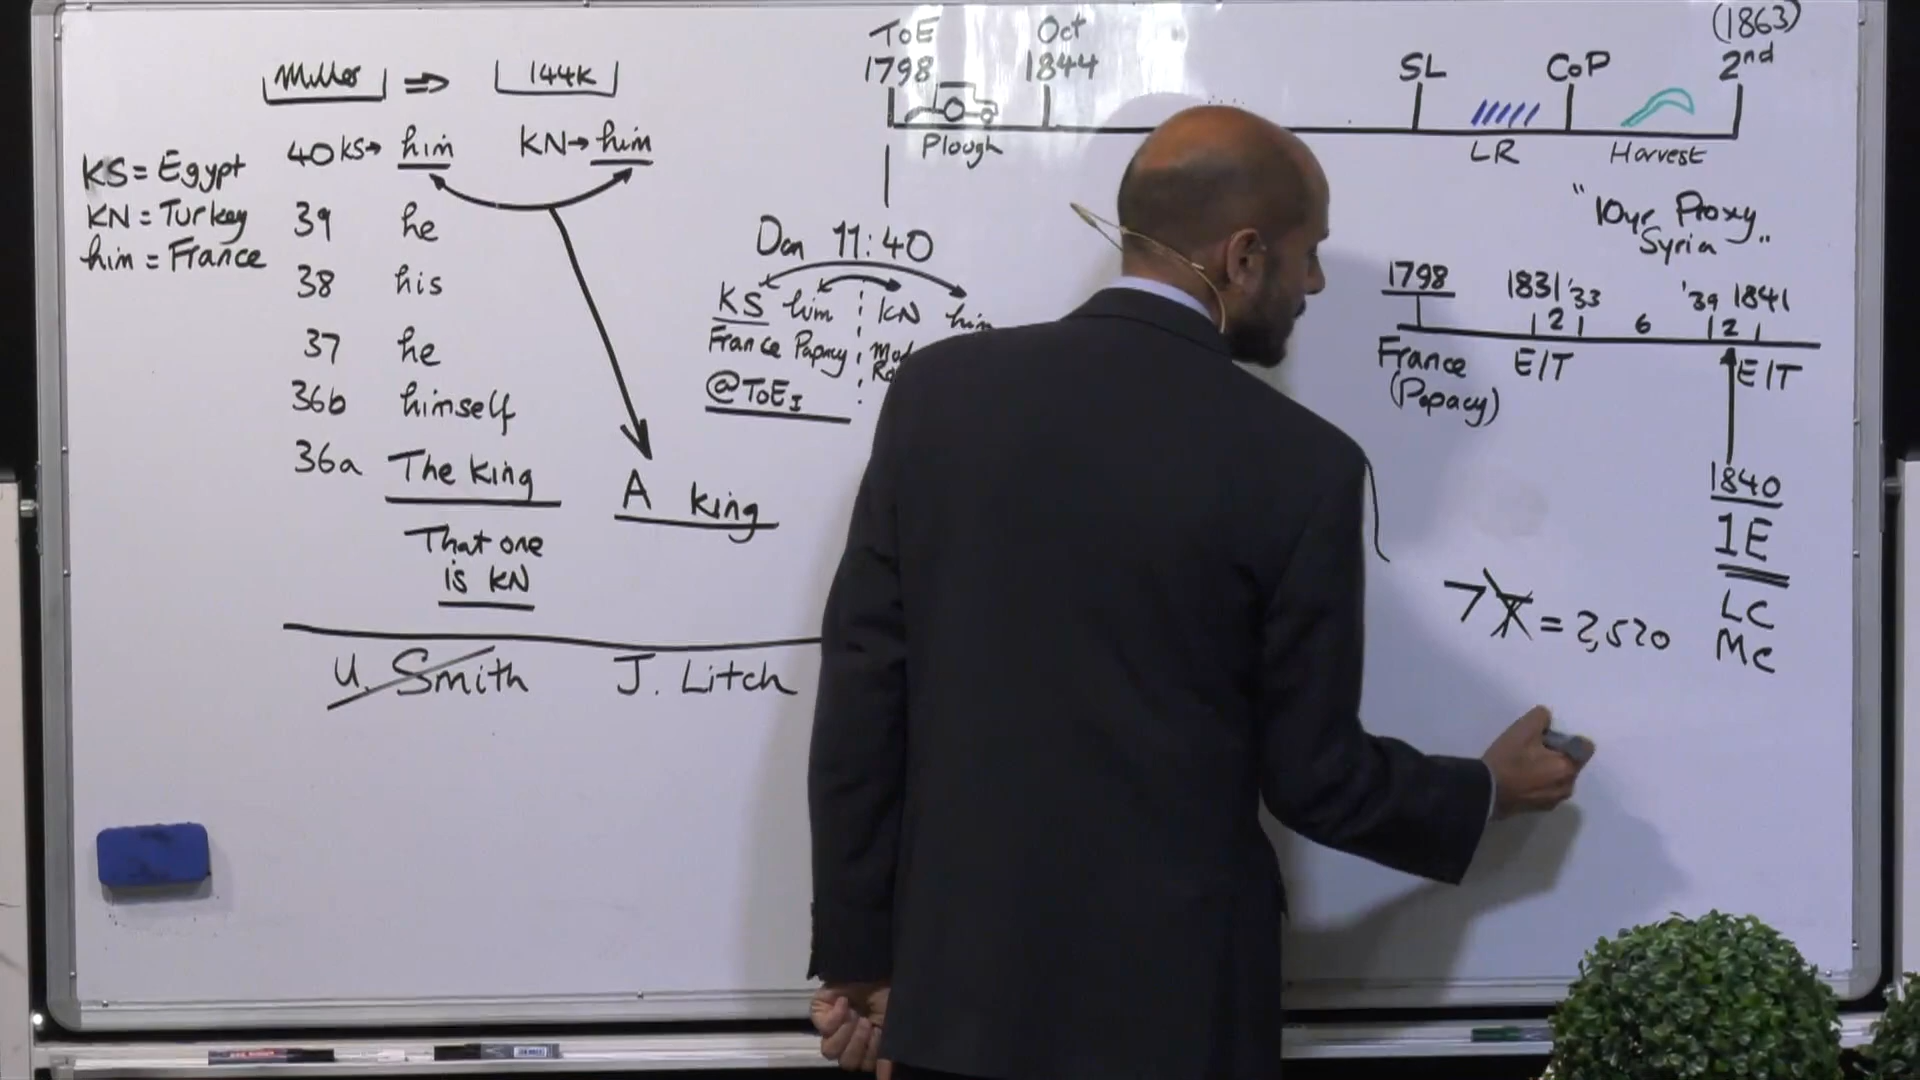 Miller ⇒ 144K
40 KS→ him KN→ him
KS = Egypt
KN = Turkey
him = France
39 he
38 his
37 he
36b himself
36a The King
That one
is KN
A king
U. Smith J. Litch
ToE
1798
Oct
1844
SL
CoP
(1863)
2nd
Plough
LR
Harvest
Dan 11:40
KS him KN him
France Papacy
@ToE I
"10yr Proxy
Syria"
1798 1831 '33 '39 1841
2 6 2
France E/T E/T
(Papacy)
1840
1E
LC
MC
7X = 2,520